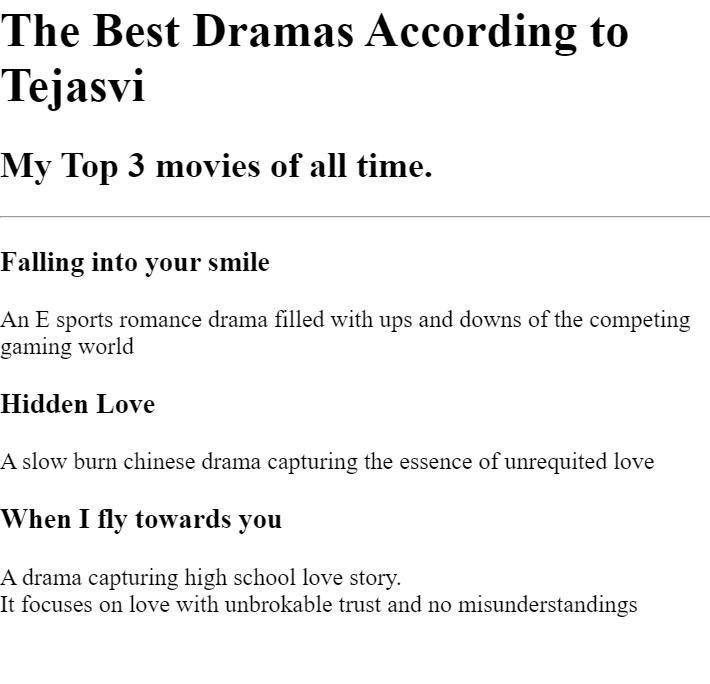 The Best Dramas According to
Tejasvi
My Top 3 movies of all time.
Falling into your smile
An E sports romance drama filled with ups and downs of the competing
gaming world
Hidden Love
A slow burn chinese drama capturing the essence of unrequited love
When I fly towards you
A drama capturing high school love story.
It focuses on love with unbrokable trust and no misunderstandings